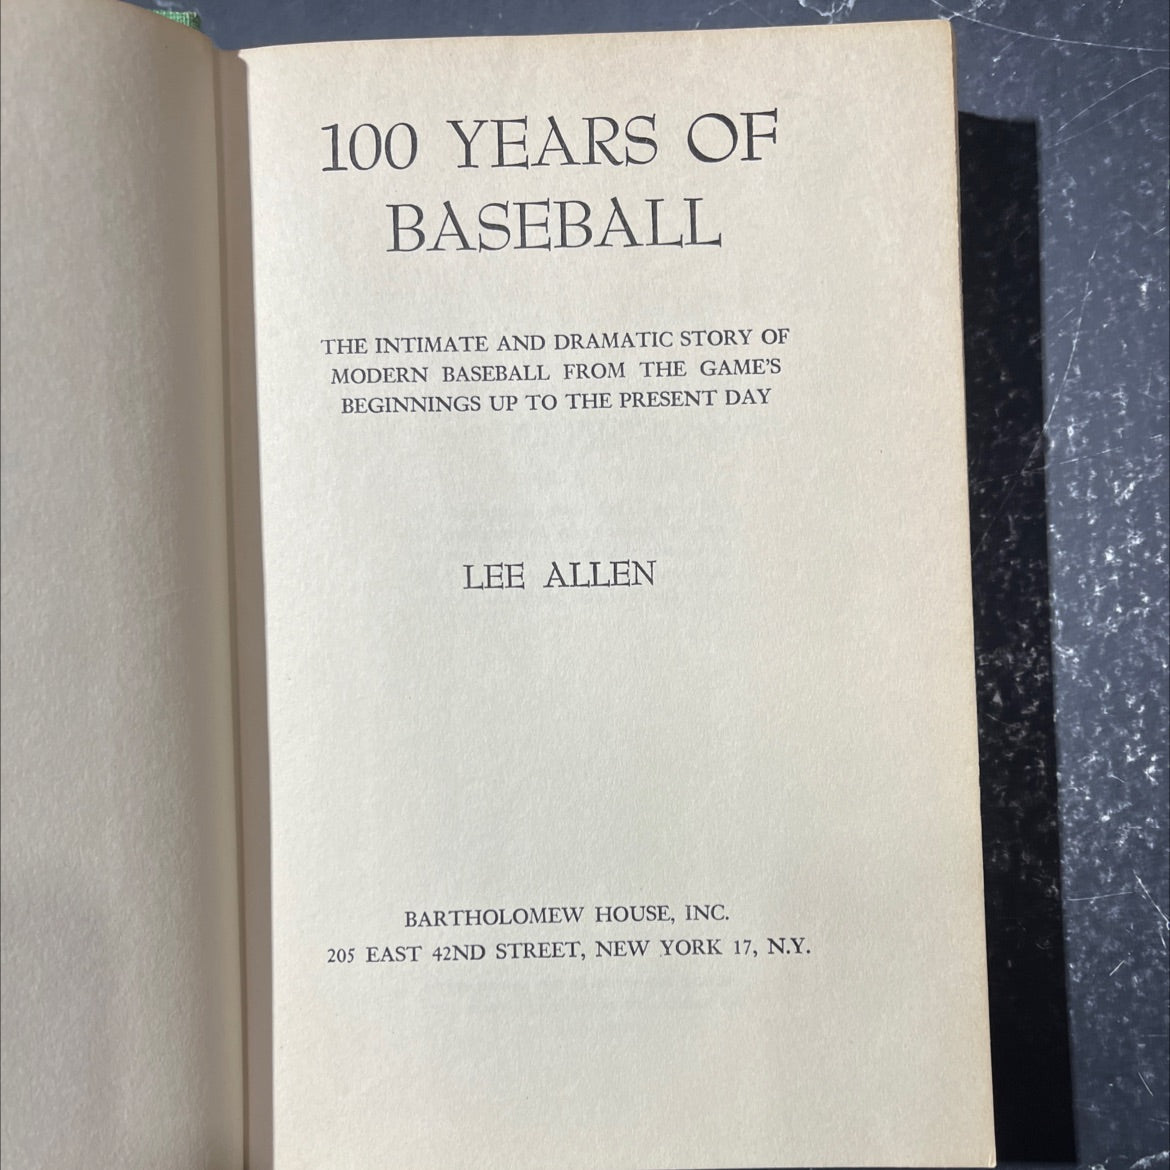 100 YEARS OF
BASEBALL
THE INTIMATE AND DRAMATIC STORY OF
MODERN BASEBALL FROM THE GAME'S
BEGINNINGS UP TO THE PRESENT DAY
LEE ALLEN
BARTHOLOMEW HOUSE, INC.
205 EAST 42ND STREET, NEW YORK 17, N.Y.